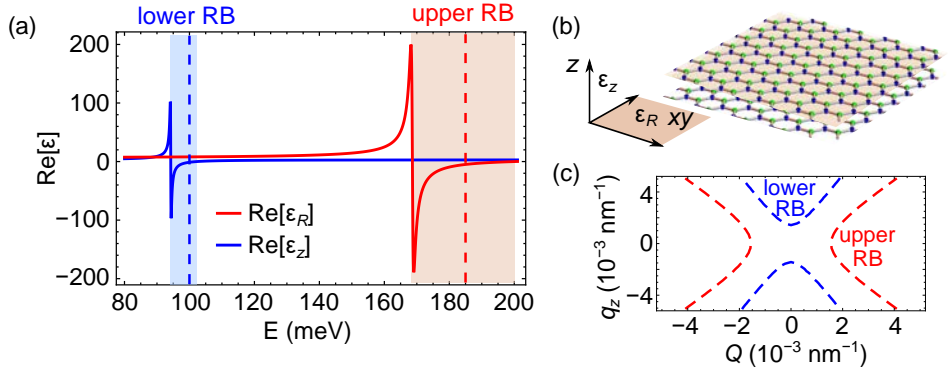 (a)
lower RB
upper RB
200
100
0
−100
−200
Re[ε]
Re[ε_R]
Re[ε_z]
80
100
120
140
160
180
200
E (meV)
(b)
z
ε_z
ε_R
xy
(c)
4
0
−4
q_z (10⁻³ nm⁻¹)
lower
RB
upper
RB
−4
−2
0
2
4
Q (10⁻³ nm⁻¹)